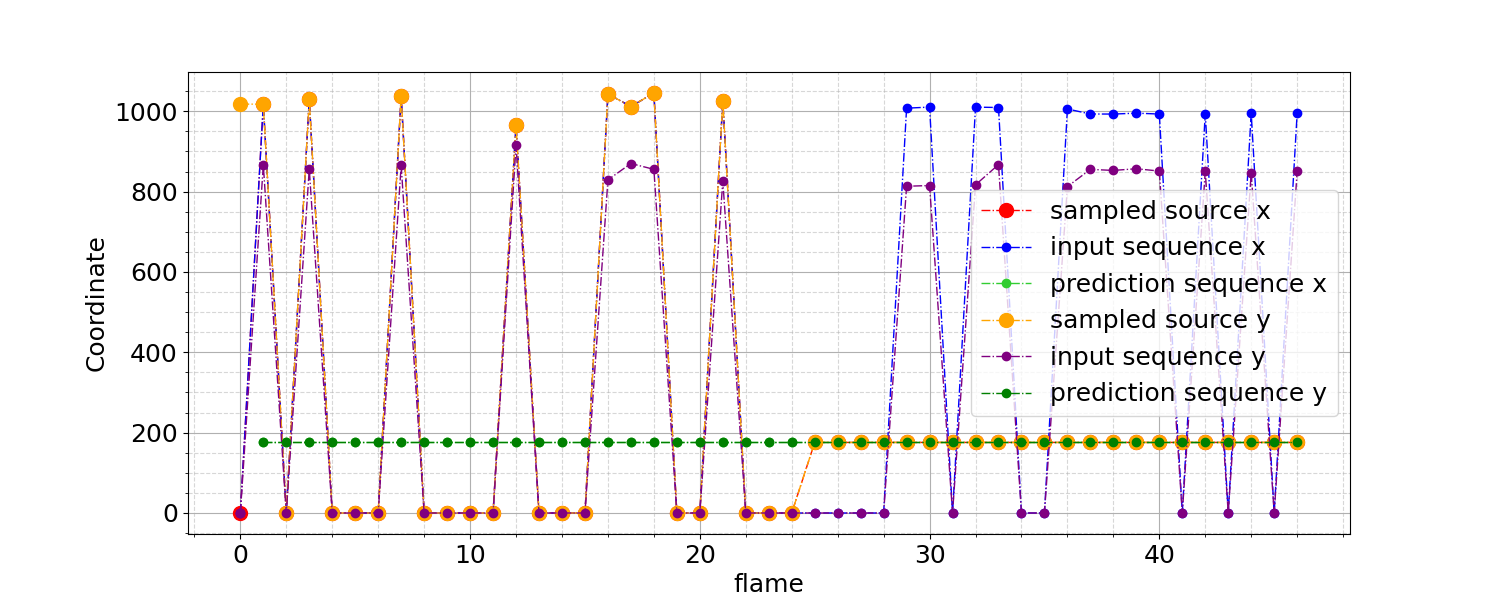 1000
800
600
400
200
0
Coordinate
0 10 20 30 40
flame
sampled source x
input sequence x
prediction sequence x
sampled source y
input sequence y
prediction sequence y